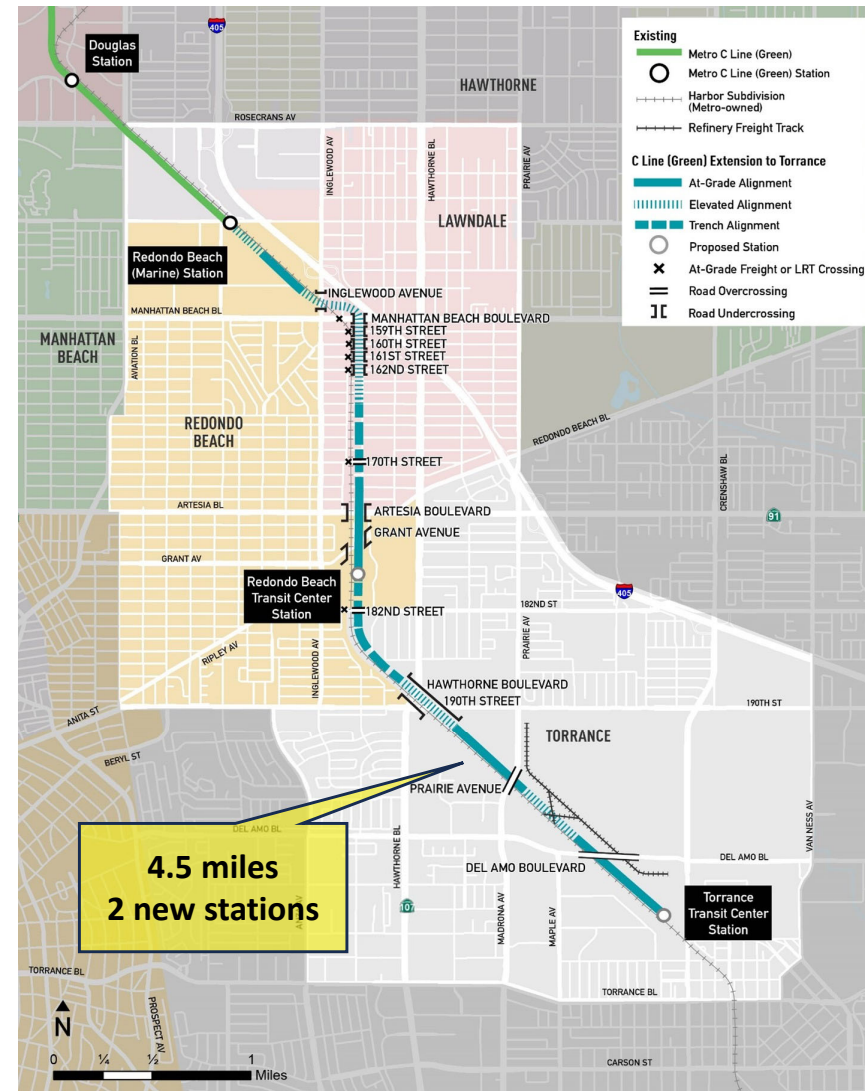 405
Douglas
Station
HAWTHORNE
ROSECRANS AV
INGLEWOOD AV
HAWTHORNE BL
PRAIRIE AV
Existing
Metro C Line (Green)
Metro C Line (Green) Station
Harbor Subdivision
(Metro-owned)
Refinery Freight Track
C Line (Green) Extension to Torrance
At-Grade Alignment
Elevated Alignment
Trench Alignment
Proposed Station
At-Grade Freight or LRT Crossing
Road Overcrossing
Road Undercrossing
LAWNDALE
Redondo Beach
(Marine) Station
INGLEWOOD AVENUE
MANHATTAN BEACH BL
MANHATTAN BEACH BOULEVARD
159TH STREET
160TH STREET
161ST STREET
162ND STREET
MANHATTAN
BEACH
AVIATION BL
REDONDO
BEACH
REDONDO BEACH BL
CRENSHAW BL
170TH STREET
ARTESIA BL
ARTESIA BOULEVARD
91
GRANT AVENUE
GRANT AV
Redondo Beach
Transit Center
Station
405
182ND STREET
182ND ST
PRAIRIE AV
RIPLEY AV
INGLEWOOD AV
HAWTHORNE BOULEVARD
190TH STREET
190TH ST
ANITA ST
BERYL ST
TORRANCE
PRAIRIE AVENUE
VAN NESS AV
4.5 miles
2 new stations
DEL AMO BL
HAWTHORNE BL
DEL AMO BOULEVARD
DEL AMO BL
107
MADRONA AV
MAPLE AV
Torrance
Transit Center
Station
TORRANCE BL
TORRANCE BL
PROSPECT AV
N
CARSON ST
0 ¼ ½ 1
Miles